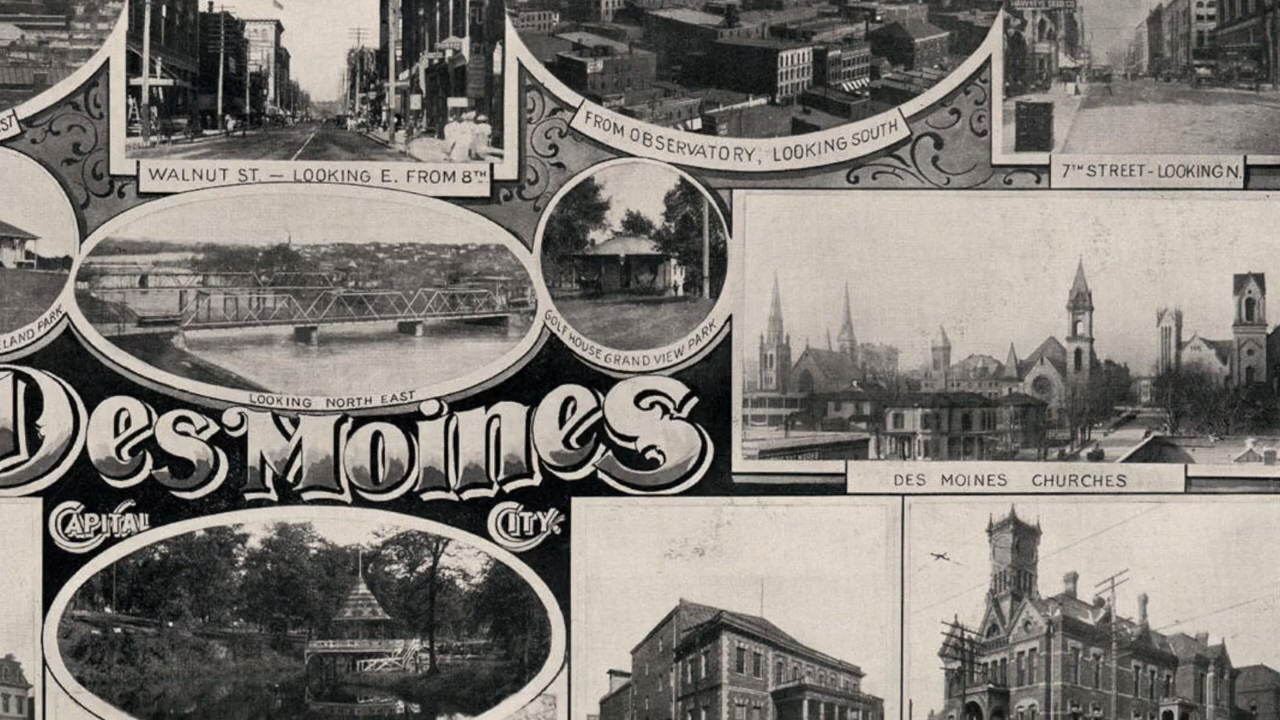 FROM OBSERVATORY, LOOKING SOUTH
WALNUT ST. — LOOKING E. FROM 8TH
7TH STREET - LOOKING N.
LAND PARK
GOLF HOUSE GRAND VIEW PARK
LOOKING NORTH EAST
DES MOINES
CAPITAL CITY
DES MOINES CHURCHES